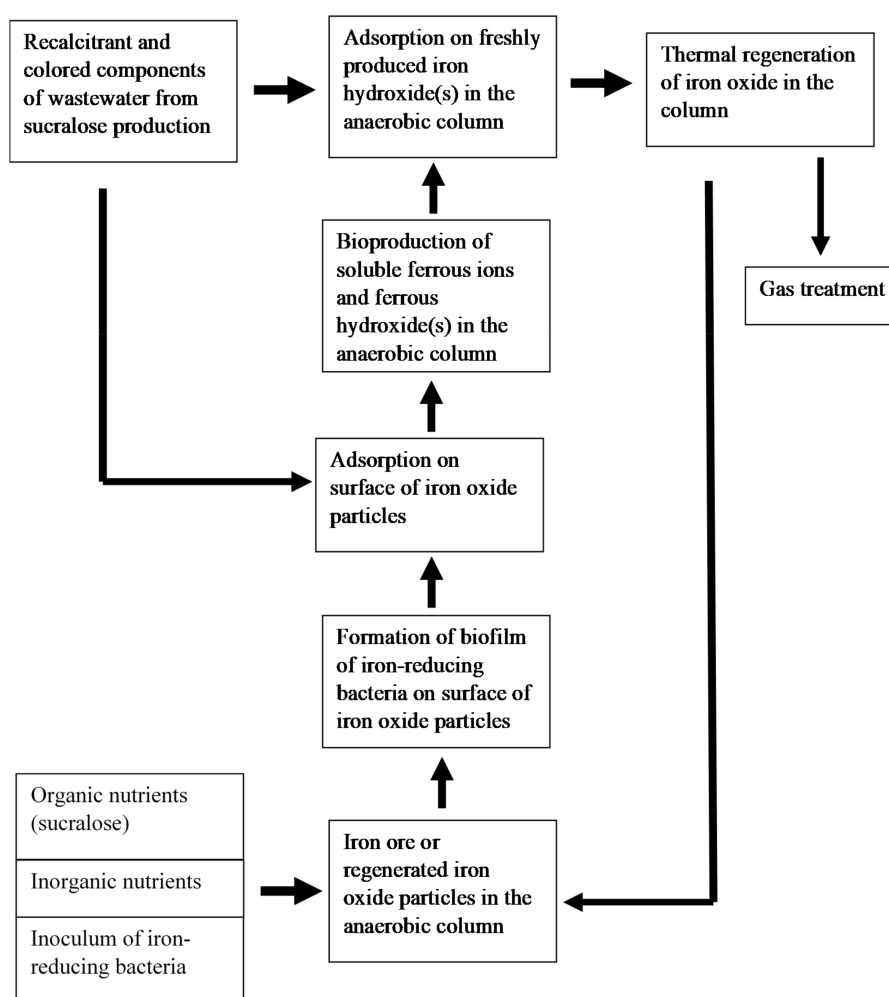 Recalcitrant and
colored components
of wastewater from
sucralose production
Adsorption on freshly
produced iron
hydroxide(s) in the
anaerobic column
Thermal regeneration
of iron oxide in the
column
Gas treatment
Bioproduction of
soluble ferrous ions
and ferrous
hydroxide(s) in the
anaerobic column
Adsorption on
surface of iron oxide
particles
Formation of biofilm
of iron-reducing
bacteria on surface of
iron oxide particles
Organic nutrients
(sucralose)
Inorganic nutrients
Inoculum of iron-
reducing bacteria
Iron ore or
regenerated iron
oxide particles in the
anaerobic column